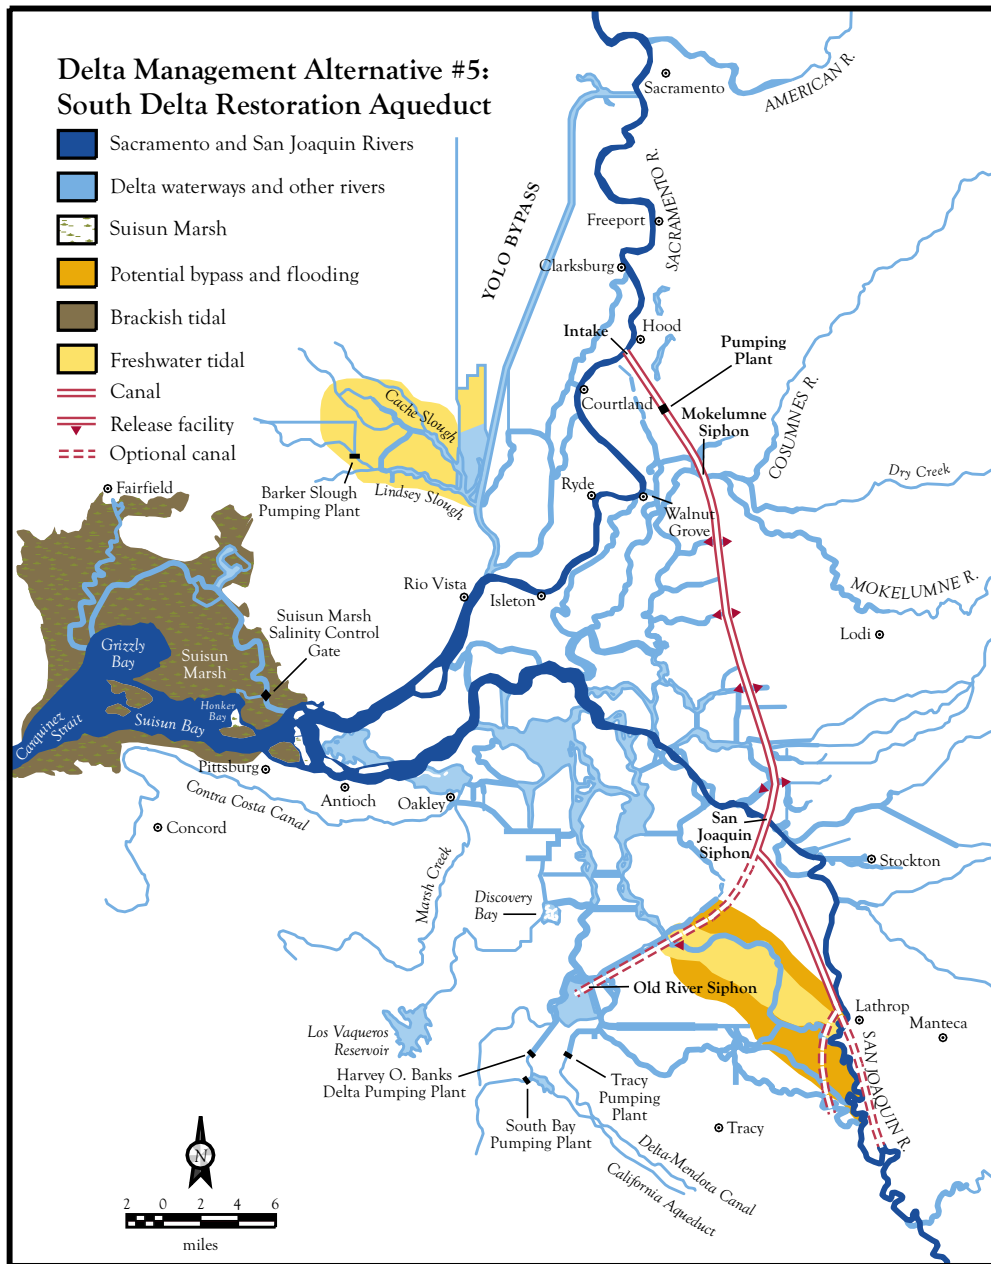 Delta Management Alternative #5:
South Delta Restoration Aqueduct
Sacramento and San Joaquin Rivers
Delta waterways and other rivers
Suisun Marsh
Potential bypass and flooding
Brackish tidal
Freshwater tidal
Canal
Release facility
Optional canal
Sacramento
AMERICAN R.
SACRAMENTO R.
YOLO BYPASS
Freeport
Clarksburg
Hood
Intake
Pumping
Plant
Courtland
Mokelumne
Siphon
COSUMNES R.
Dry Creek
Cache Slough
Lindsey Slough
Barker Slough
Pumping Plant
Fairfield
Ryde
Walnut
Grove
Rio Vista
Isleton
MOKELUMNE R.
Lodi
Suisun Marsh
Salinity Control
Gate
Grizzly
Bay
Suisun
Marsh
Honker
Bay
Suisun Bay
Carquinez
Strait
Pittsburg
Antioch
Oakley
Contra Costa Canal
Concord
San
Joaquin
Siphon
Stockton
Marsh Creek
Discovery
Bay
Old River Siphon
Los Vaqueros
Reservoir
Lathrop
Manteca
SAN JOAQUIN R.
Harvey O. Banks
Delta Pumping Plant
Tracy
Pumping
Plant
South Bay
Pumping Plant
Tracy
Delta-Mendota Canal
California Aqueduct
N
2 0 2 4 6
miles